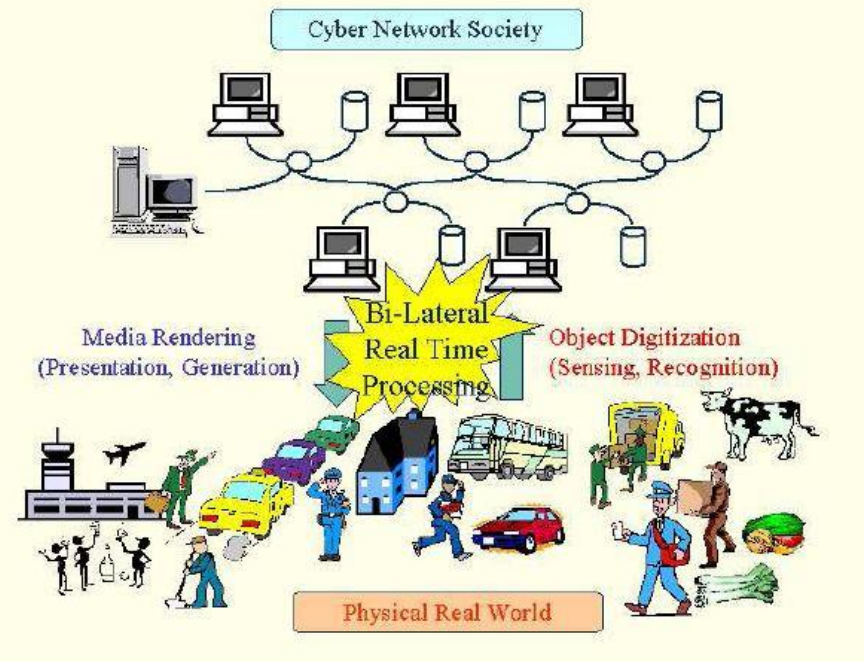 Cyber Network Society
Bi-Lateral
Real Time
Processing
Media Rendering
(Presentation, Generation)
Object Digitization
(Sensing, Recognition)
Physical Real World